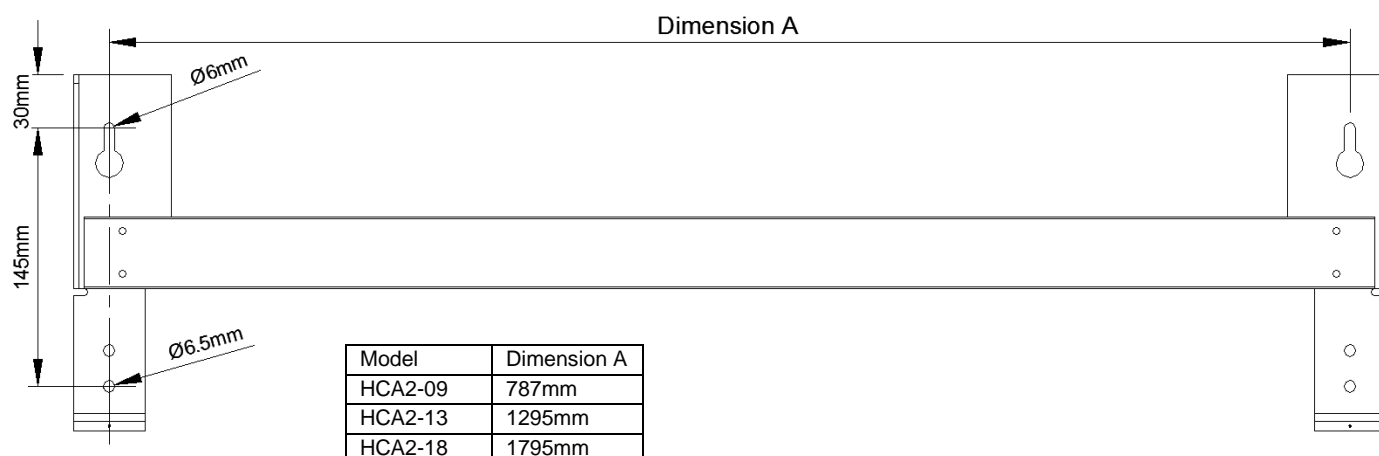 Dimension A
Ø6mm
30mm
145mm
Ø6.5mm
Model Dimension A
HCA2-09 787mm
HCA2-13 1295mm
HCA2-18 1795mm